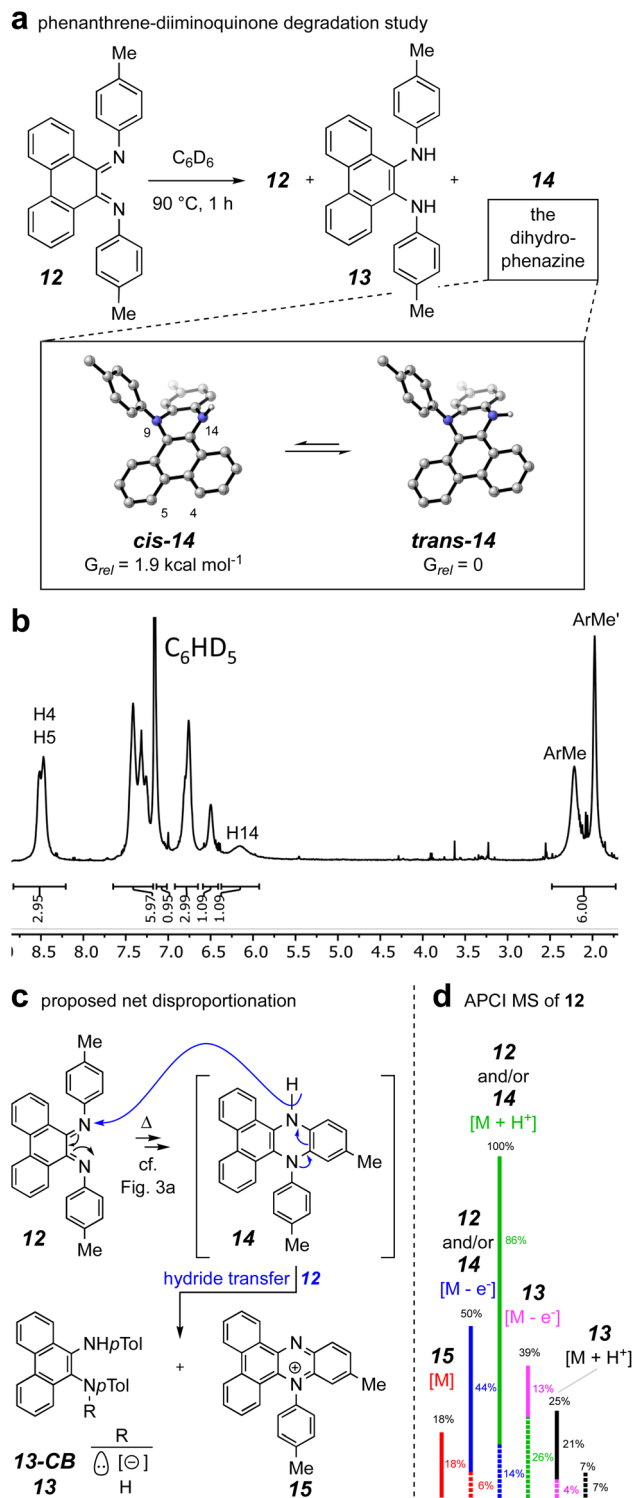 a phenanthrene-diiminoquinone degradation study
Me
N
N
Me
12
C6D6
90 °C, 1 h
12 +
Me
NH
NH
Me
13
+ 14
the
dihydro-
phenazine
9 14
5 4
cis-14
Grel = 1.9 kcal mol-1
trans-14
Grel = 0
b
C6HD5
H4
H5
H14
ArMe
ArMe'
2.95 5.97 0.95 2.99 1.09 1.09 6.00
8.5 8.0 7.5 7.0 6.5 6.0 5.5 5.0 4.5 4.0 3.5 3.0 2.5 2.0
c proposed net disproportionation
Me
N
N
Me
12
Δ
cf.
Fig. 3a
H
N
N
Me
Me
14
hydride transfer 12
NHpTol
NpTol
R
13-CB
13
R
[⊖]
H
+
N
N
+
Me
Me
15
d APCI MS of 12
12
and/or
14
[M + H+]
100%
86%
12
and/or
14
[M - e-]
50%
44%
13
[M - e-]
39%
13%
13
[M + H+]
25%
21%
15
[M]
18%
18%
6%
14%
26%
4%
7%
7%